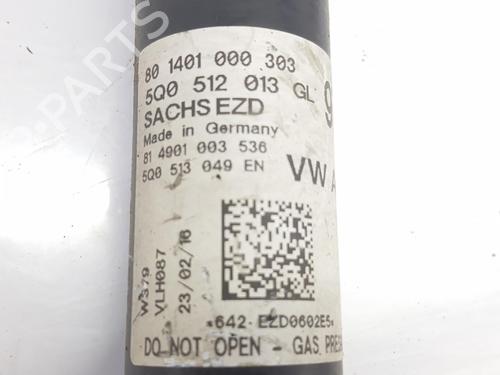 80 1401 000 303
5Q0 512 013 GL
SACHS EZD
Made in Germany
81 4901 003 536
5Q0 513 049 EN
VW
W379
VLH087
23/02/16
*642-EZD0602E5*
DO NOT OPEN - GAS